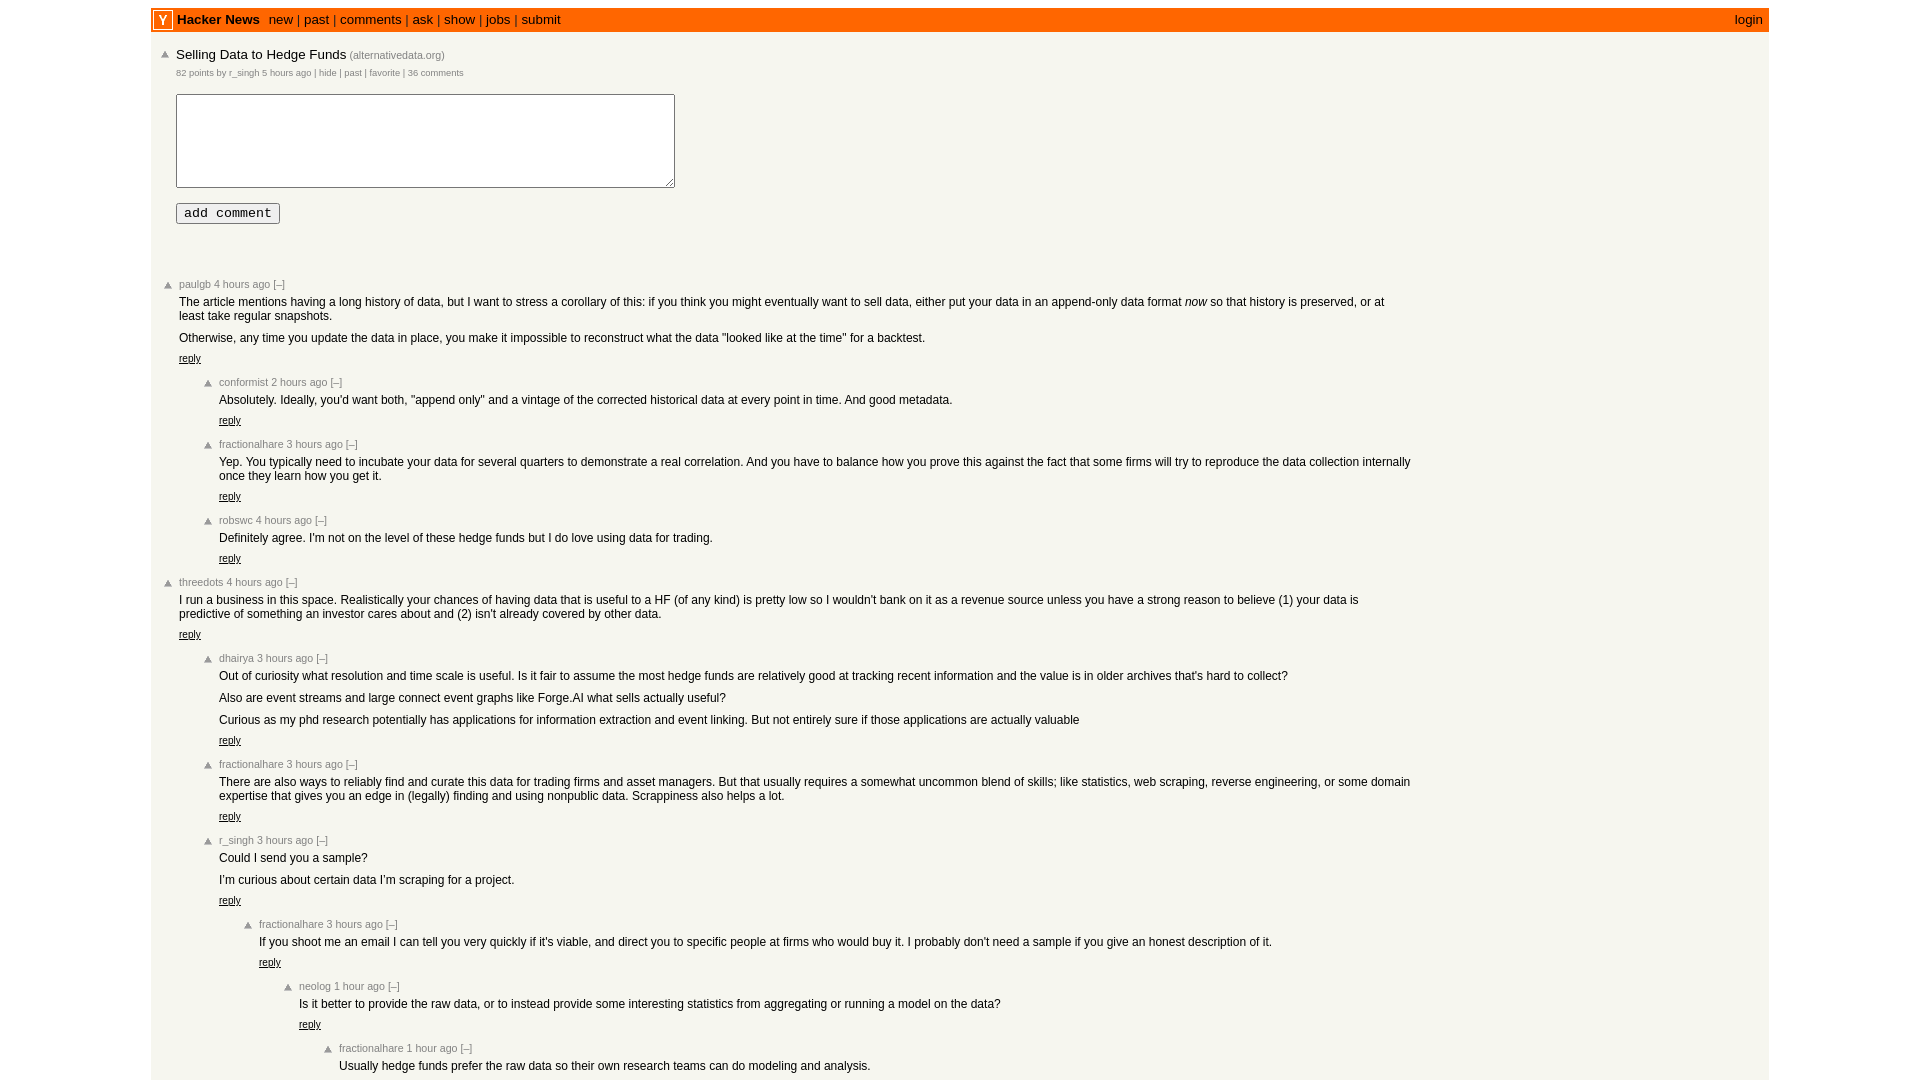 Y Hacker News new | past | comments | ask | show | jobs | submit login
Selling Data to Hedge Funds (alternativedata.org)
82 points by r_singh 5 hours ago | hide | past | favorite | 36 comments
add comment
paulgb 4 hours ago [–]
The article mentions having a long history of data, but I want to stress a corollary of this: if you think you might eventually want to sell data, either put your data in an append-only data format now so that history is preserved, or at
least take regular snapshots.
Otherwise, any time you update the data in place, you make it impossible to reconstruct what the data "looked like at the time" for a backtest.
reply
conformist 2 hours ago [–]
Absolutely. Ideally, you'd want both, "append only" and a vintage of the corrected historical data at every point in time. And good metadata.
reply
fractionalhare 3 hours ago [–]
Yep. You typically need to incubate your data for several quarters to demonstrate a real correlation. And you have to balance how you prove this against the fact that some firms will try to reproduce the data collection internally
once they learn how you get it.
reply
robswc 4 hours ago [–]
Definitely agree. I'm not on the level of these hedge funds but I do love using data for trading.
reply
threedots 4 hours ago [–]
I run a business in this space. Realistically your chances of having data that is useful to a HF (of any kind) is pretty low so I wouldn't bank on it as a revenue source unless you have a strong reason to believe (1) your data is
predictive of something an investor cares about and (2) isn't already covered by other data.
reply
dhairya 3 hours ago [–]
Out of curiosity what resolution and time scale is useful. Is it fair to assume the most hedge funds are relatively good at tracking recent information and the value is in older archives that's hard to collect?
Also are event streams and large connect event graphs like Forge.AI what sells actually useful?
Curious as my phd research potentially has applications for information extraction and event linking. But not entirely sure if those applications are actually valuable
reply
fractionalhare 3 hours ago [–]
There are also ways to reliably find and curate this data for trading firms and asset managers. But that usually requires a somewhat uncommon blend of skills; like statistics, web scraping, reverse engineering, or some domain
expertise that gives you an edge in (legally) finding and using nonpublic data. Scrappiness also helps a lot.
reply
r_singh 3 hours ago [–]
Could I send you a sample?
I’m curious about certain data I’m scraping for a project.
reply
fractionalhare 3 hours ago [–]
If you shoot me an email I can tell you very quickly if it's viable, and direct you to specific people at firms who would buy it. I probably don't need a sample if you give an honest description of it.
reply
neolog 1 hour ago [–]
Is it better to provide the raw data, or to instead provide some interesting statistics from aggregating or running a model on the data?
reply
fractionalhare 1 hour ago [–]
Usually hedge funds prefer the raw data so their own research teams can do modeling and analysis.